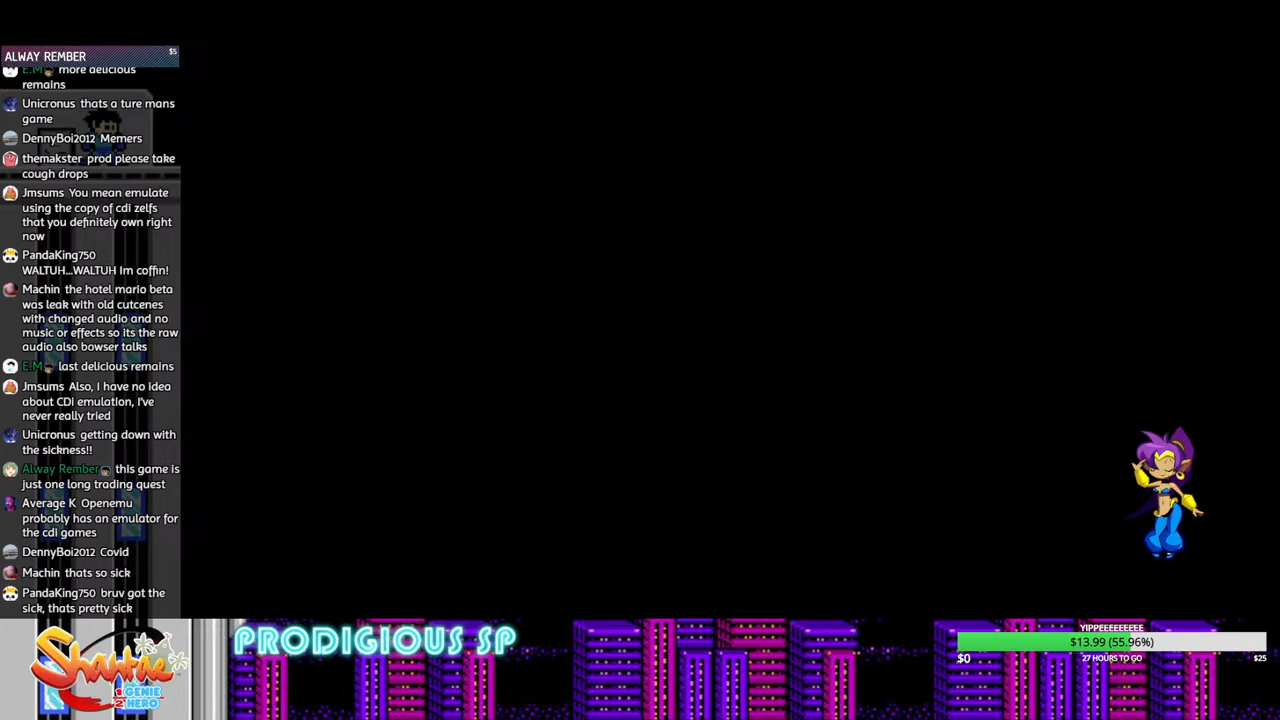 ALWAY REMBER $5
E.M more delicious
remains
Unicronus thats a ture mans
game
DennyBoi2012 Memers
themakster prod please take
cough drops
Jmsums You mean emulate
using the copy of cdi zelfs
that you definitely own right
now
PandaKing750
WALTUH...WALTUH Im coffin!
Machin the hotel mario beta
was leak with old cutcenes
with changed audio and no
music or effects so its the raw
audio also bowser talks
E.M last delicious remains
Jmsums Also, I have no idea
about CDi emulation, I've
never really tried
Unicronus getting down with
the sickness!!
Alway Rember this game is
just one long trading quest
Average K Openemu
probably has an emulator for
the cdi games
DennyBoi2012 Covid
Machin thats so sick
PandaKing750 bruv got the
sick, thats pretty sick
Shantae
1/2 GENIE
HERO
PRODIGIOUS SP
YIPPEEEEEEEEE
$13.99 (55.96%)
$0 27 HOURS TO GO $25